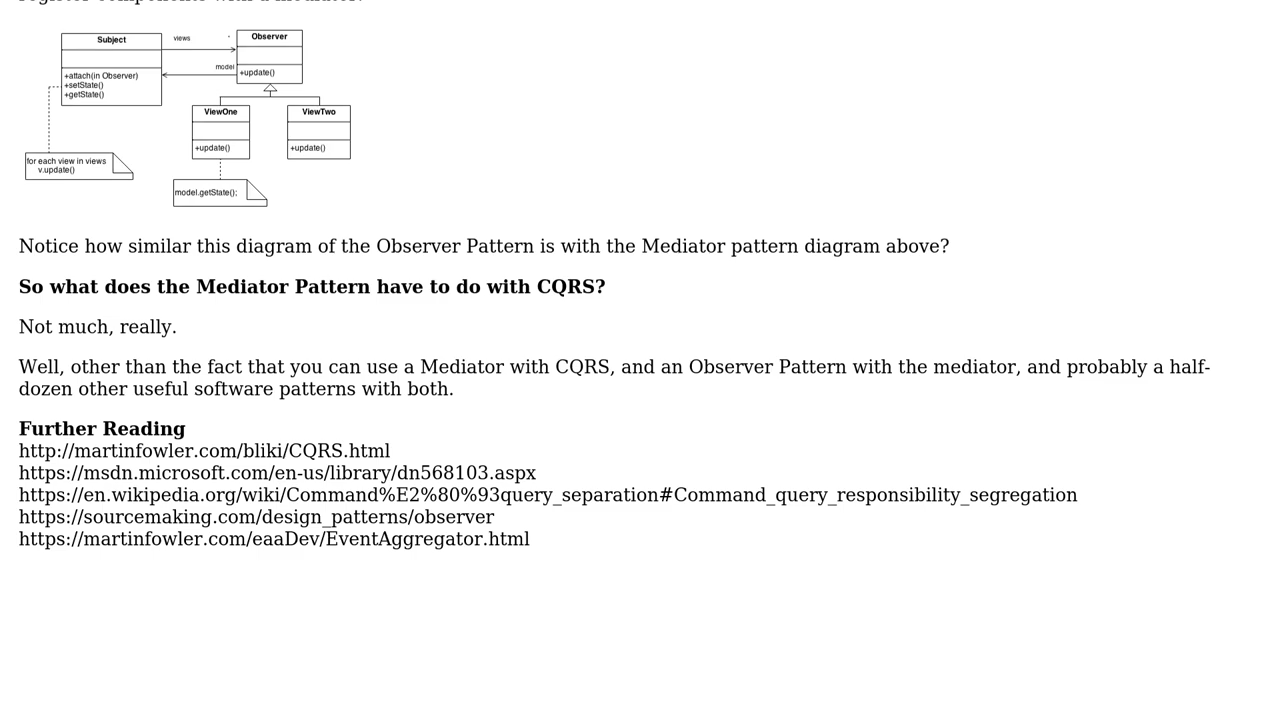 register components with a mediator.
Subject
views
*
Observer
+attach(in Observer)
+setState()
+getState()
model
+update()
ViewOne
ViewTwo
+update()
+update()
for each view in views
v.update()
model.getState();
Notice how similar this diagram of the Observer Pattern is with the Mediator pattern diagram above?
So what does the Mediator Pattern have to do with CQRS?
Not much, really.
Well, other than the fact that you can use a Mediator with CQRS, and an Observer Pattern with the mediator, and probably a half-
dozen other useful software patterns with both.
Further Reading
http://martinfowler.com/bliki/CQRS.html
https://msdn.microsoft.com/en-us/library/dn568103.aspx
https://en.wikipedia.org/wiki/Command%E2%80%93query_separation#Command_query_responsibility_segregation
https://sourcemaking.com/design_patterns/observer
https://martinfowler.com/eaaDev/EventAggregator.html